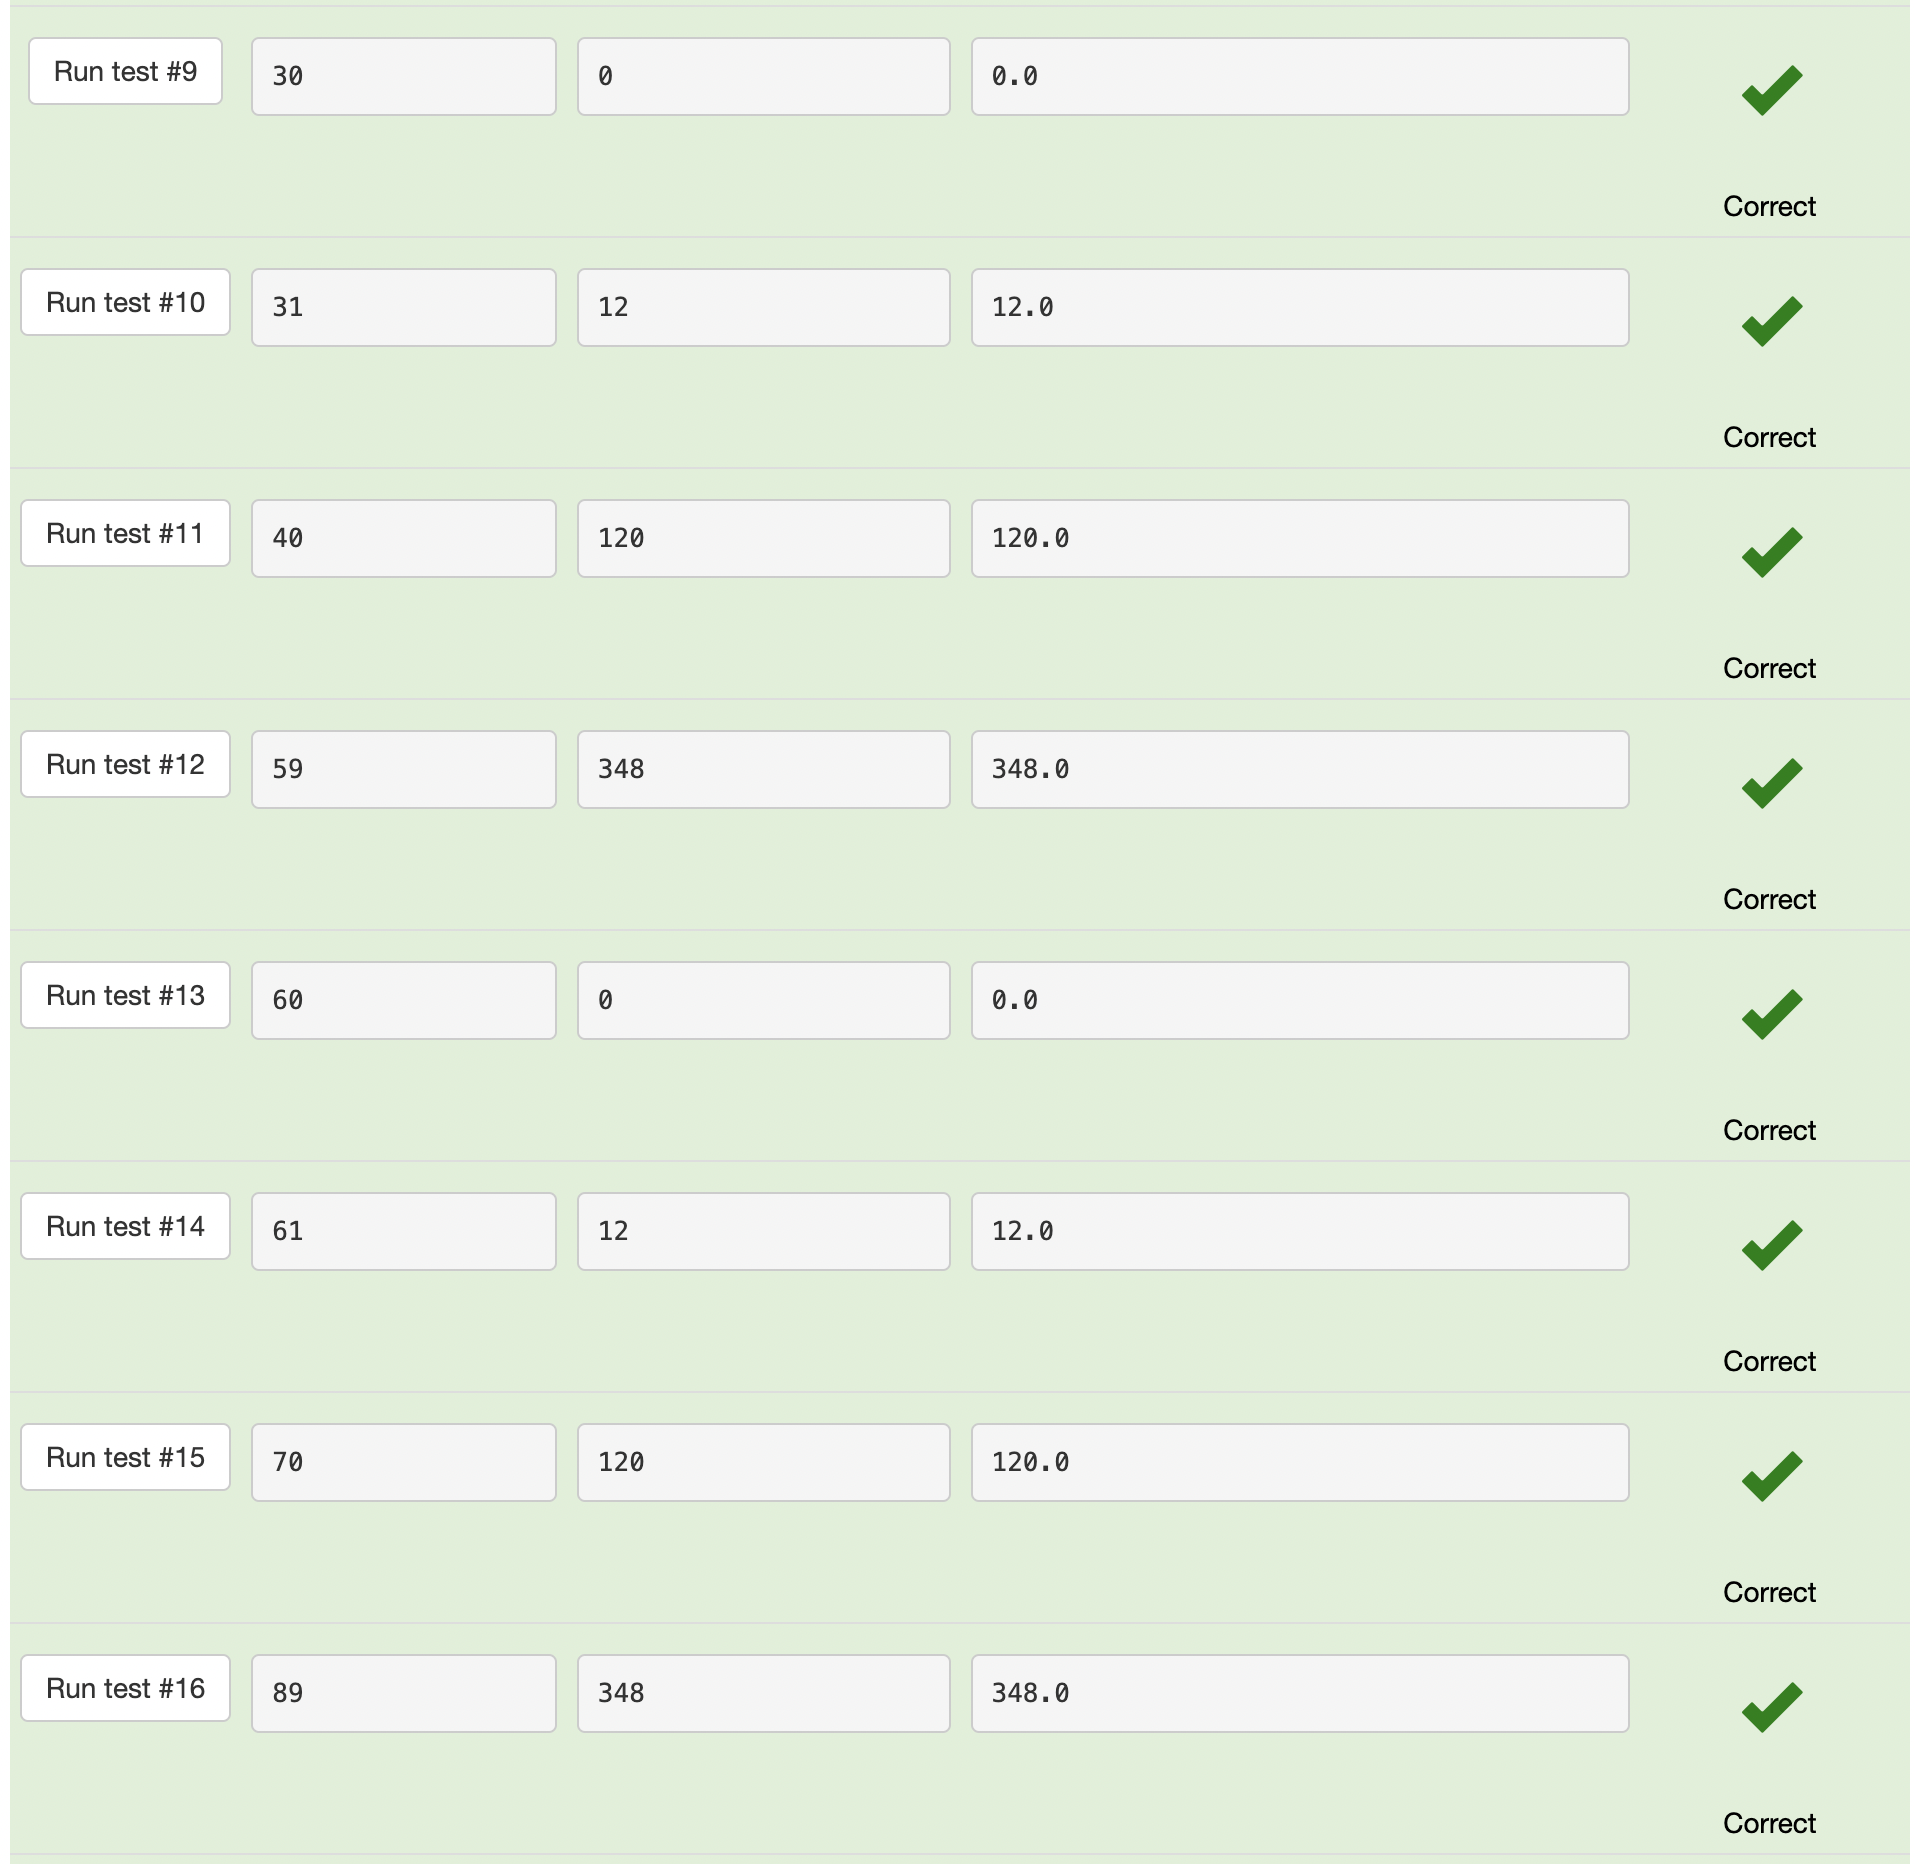 Run test #9 30 0 0.0
Correct
Run test #10 31 12 12.0
Correct
Run test #11 40 120 120.0
Correct
Run test #12 59 348 348.0
Correct
Run test #13 60 0 0.0
Correct
Run test #14 61 12 12.0
Correct
Run test #15 70 120 120.0
Correct
Run test #16 89 348 348.0
Correct